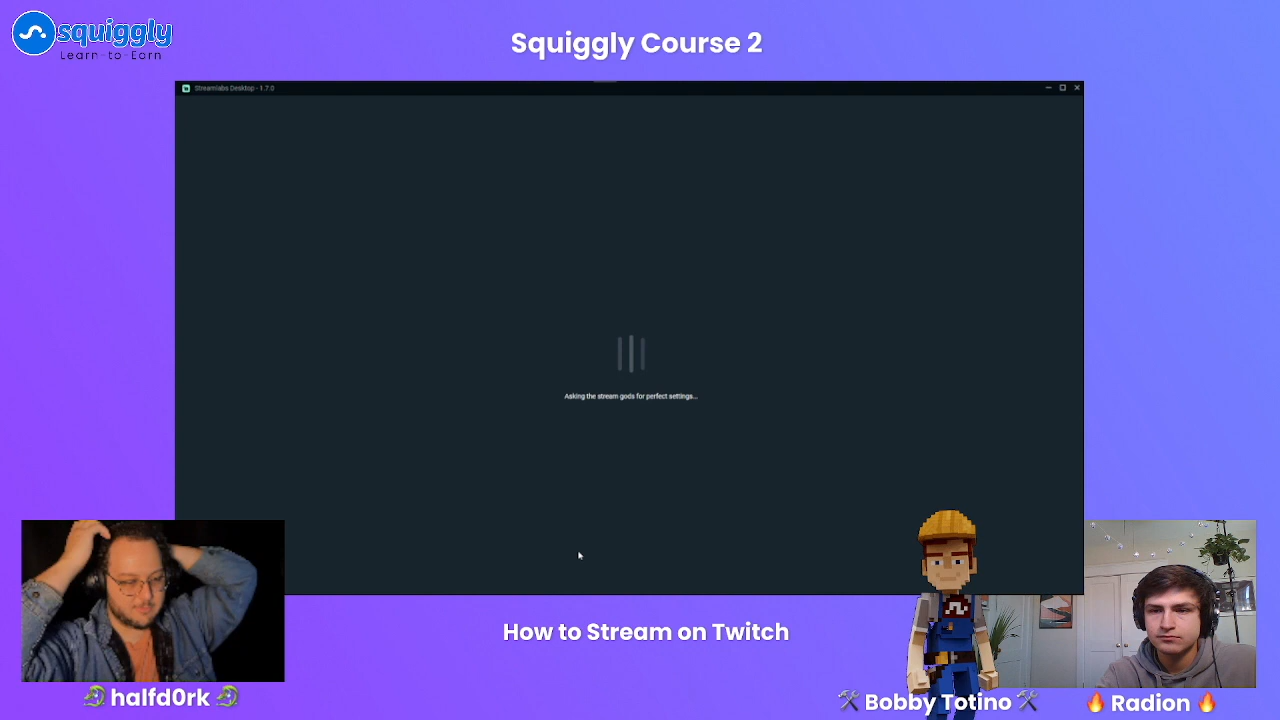 squiggly
Learn-to-Earn
Squiggly Course 2
Streamlabs Desktop - 1.7.0
Asking the stream gods for perfect settings...
How to Stream on Twitch
halfd0rk
Bobby Totino
Radion